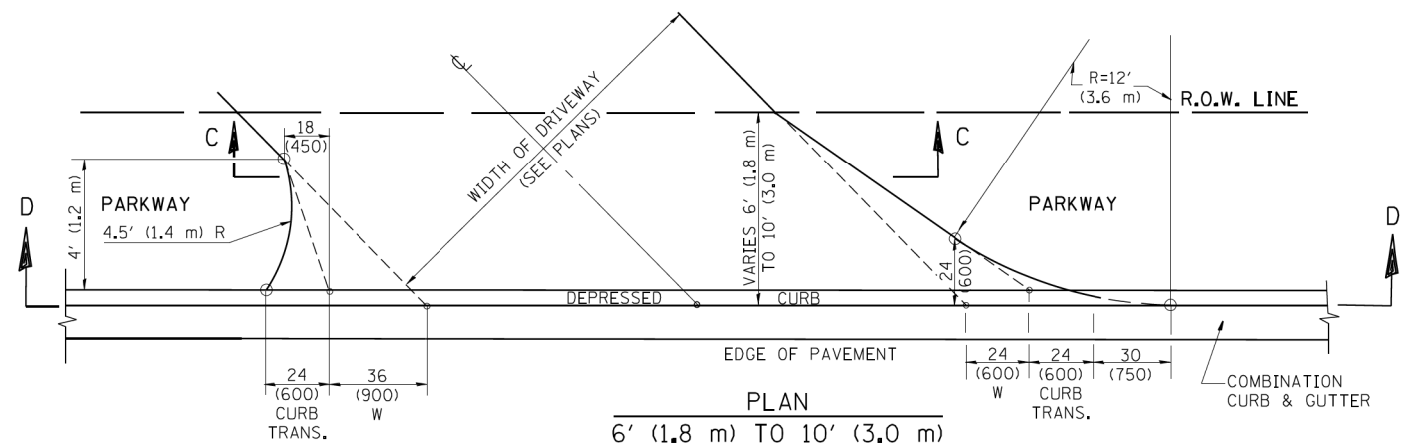 ℄
WIDTH OF DRIVEWAY
(SEE PLANS)
R=12'
(3.6 m)
R.O.W. LINE
C
18
(450)
C
4' (1.2 m)
PARKWAY
4.5' (1.4 m) R
VARIES 6' (1.8 m)
TO 10' (3.0 m)
PARKWAY
D
D
24
(600)
DEPRESSED CURB
EDGE OF PAVEMENT
24
(600)
CURB
TRANS.
36
(900)
W
24
(600)
W
24
(600)
CURB
TRANS.
30
(750)
COMBINATION
CURB & GUTTER
PLAN
6' (1.8 m) TO 10' (3.0 m)